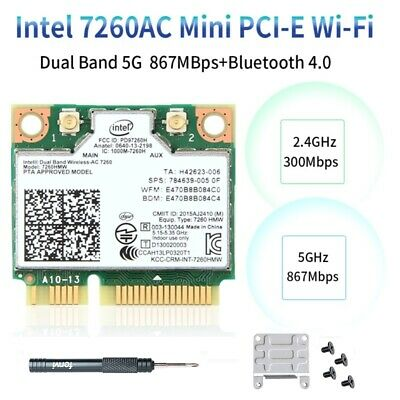 Intel 7260AC Mini PCI-E Wi-Fi
Dual Band 5G 867MBps+Bluetooth 4.0
intel
FCC ID: PD97260H
Anatel: 0640-13-2198
IC: 1000M-7260H
MAIN
AUX
Intel® Dual Band Wireless-AC 7260
Model: 7260HMW
PTA APPROVED MODEL
TA: H42623-006
SPS: 784639-005 0F
WFM: E470B8B084C0
BDM: E470B8B084C4
CMIIT ID: 2015AJ2410 (M)
Equip. Type: 7260 HMW
003-130044
5.15-5.35 GHz
Indoor use only
D130020003
CCAH13LP0320T1
KCC-CRM-INT-7260HMW
A10-13
2.4GHz
300Mbps
5GHz
867Mbps
fenvi